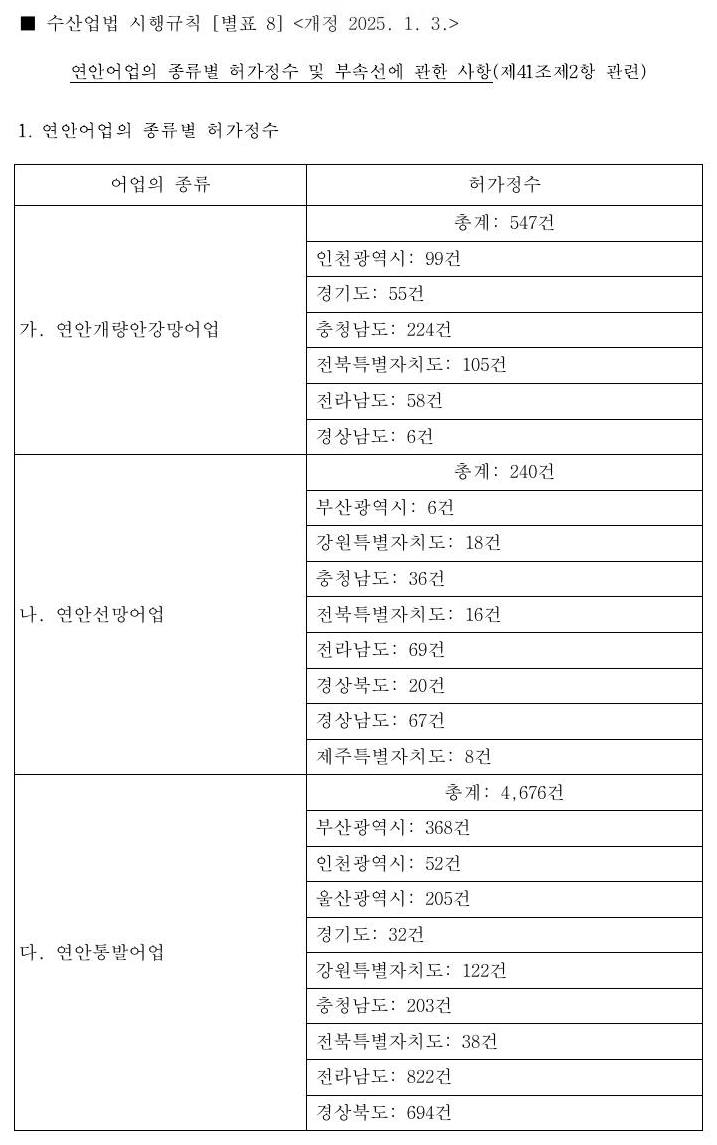 ■ 수산업법 시행규칙 [별표 8] <개정 2025. 1. 3.>
연안어업의 종류별 허가정수 및 부속선에 관한 사항(제41조제2항 관련)
1. 연안어업의 종류별 허가정수
어업의 종류 허가정수
가. 연안개량안강망어업
총계: 547건
인천광역시: 99건
경기도: 55건
충청남도: 224건
전북특별자치도: 105건
전라남도: 58건
경상남도: 6건
나. 연안선망어업
총계: 240건
부산광역시: 6건
강원특별자치도: 18건
충청남도: 36건
전북특별자치도: 16건
전라남도: 69건
경상북도: 20건
경상남도: 67건
제주특별자치도: 8건
다. 연안통발어업
총계: 4,676건
부산광역시: 368건
인천광역시: 52건
울산광역시: 205건
경기도: 32건
강원특별자치도: 122건
충청남도: 203건
전북특별자치도: 38건
전라남도: 822건
경상북도: 694건